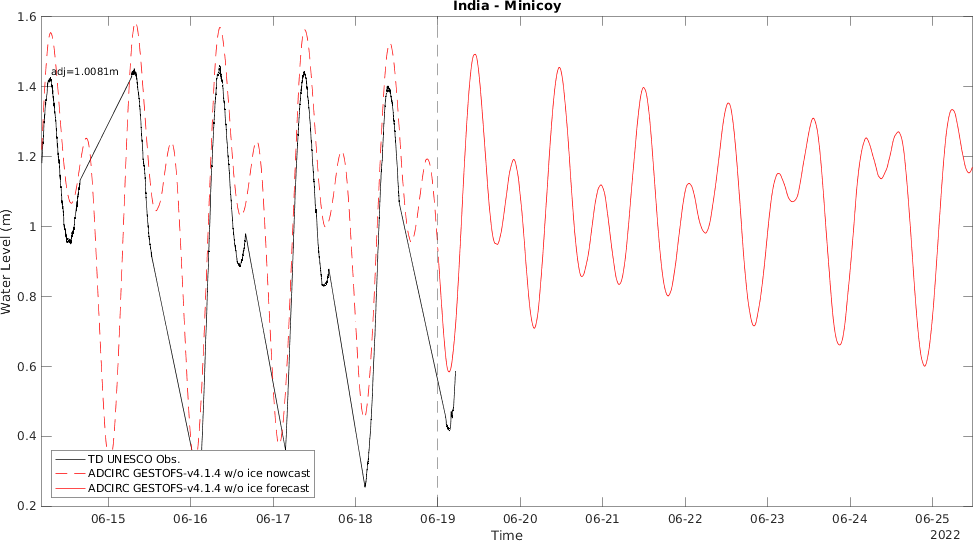 India - Minicoy
1.6
1.4
1.2
1
0.8
0.6
0.4
0.2
Water Level (m)
adj=1.0081m
TD UNESCO Obs.
ADCIRC GESTOFS-v4.1.4 w/o ice nowcast
ADCIRC GESTOFS-v4.1.4 w/o ice forecast
06-15 06-16 06-17 06-18 06-19 06-20 06-21 06-22 06-23 06-24 06-25
Time
2022